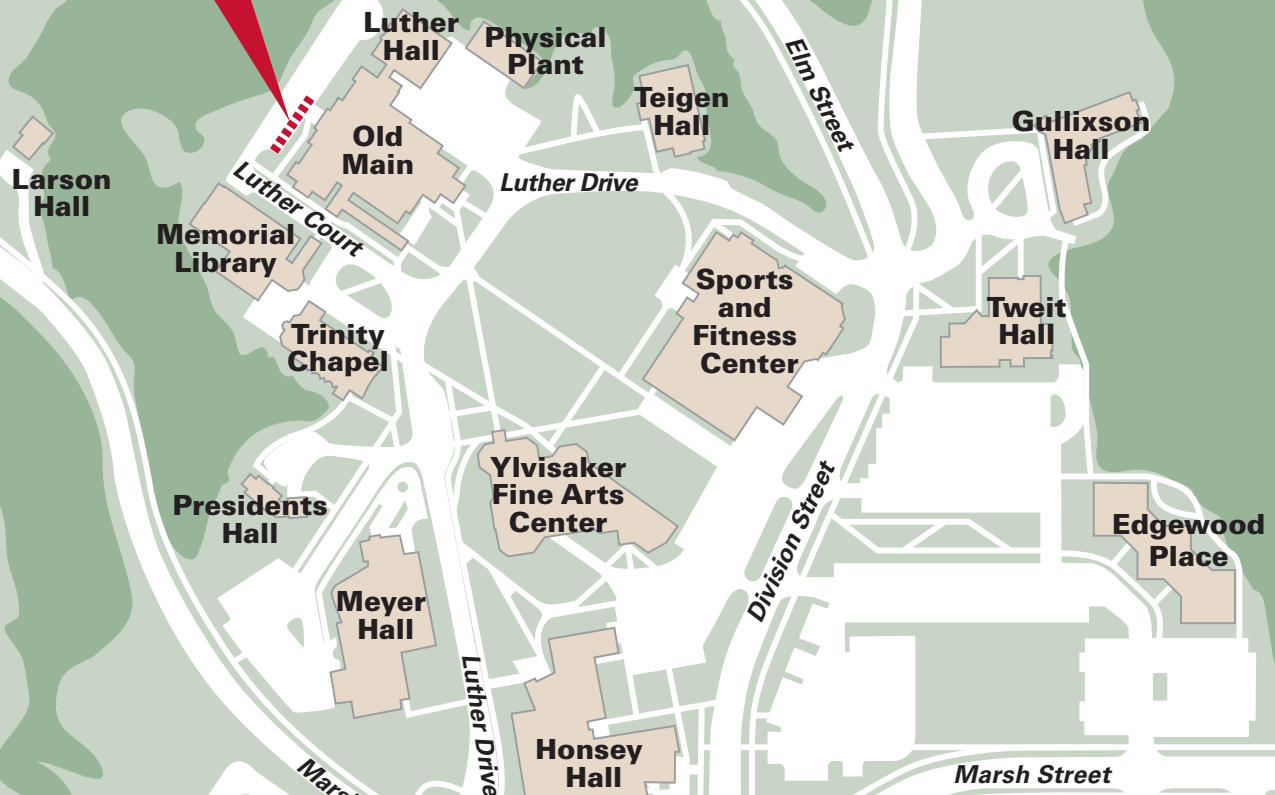 Luther
Hall
Physical
Plant
Elm Street
Teigen
Hall
Gullixson
Hall
Old
Main
Larson
Hall
Luther Court
Luther Drive
Memorial
Library
Sports
and
Fitness
Center
Tweit
Hall
Trinity
Chapel
Ylvisaker
Fine Arts
Center
Presidents
Hall
Division Street
Edgewood
Place
Meyer
Hall
Luther Drive
Honsey
Hall
Marsh Street